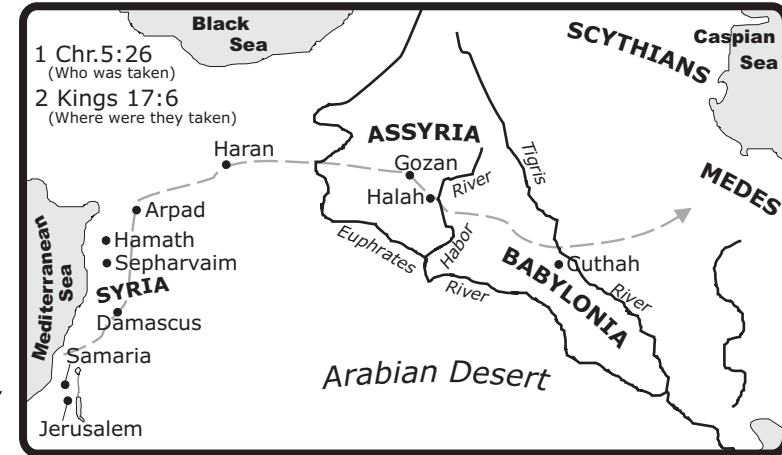 Black
Sea
1 Chr.5:26
(Who was taken)
2 Kings 17:6
(Where were they taken)
SCYTHIANS
Caspian
Sea
ASSYRIA
Haran
Gozan
Tigris
Halah
River
MEDES
Arpad
Hamath
Sepharvaim
Mediterranean
Sea
SYRIA
Euphrates
Habor
River
BABYLONIA
Cuthah
River
Damascus
Samaria
Arabian Desert
Jerusalem